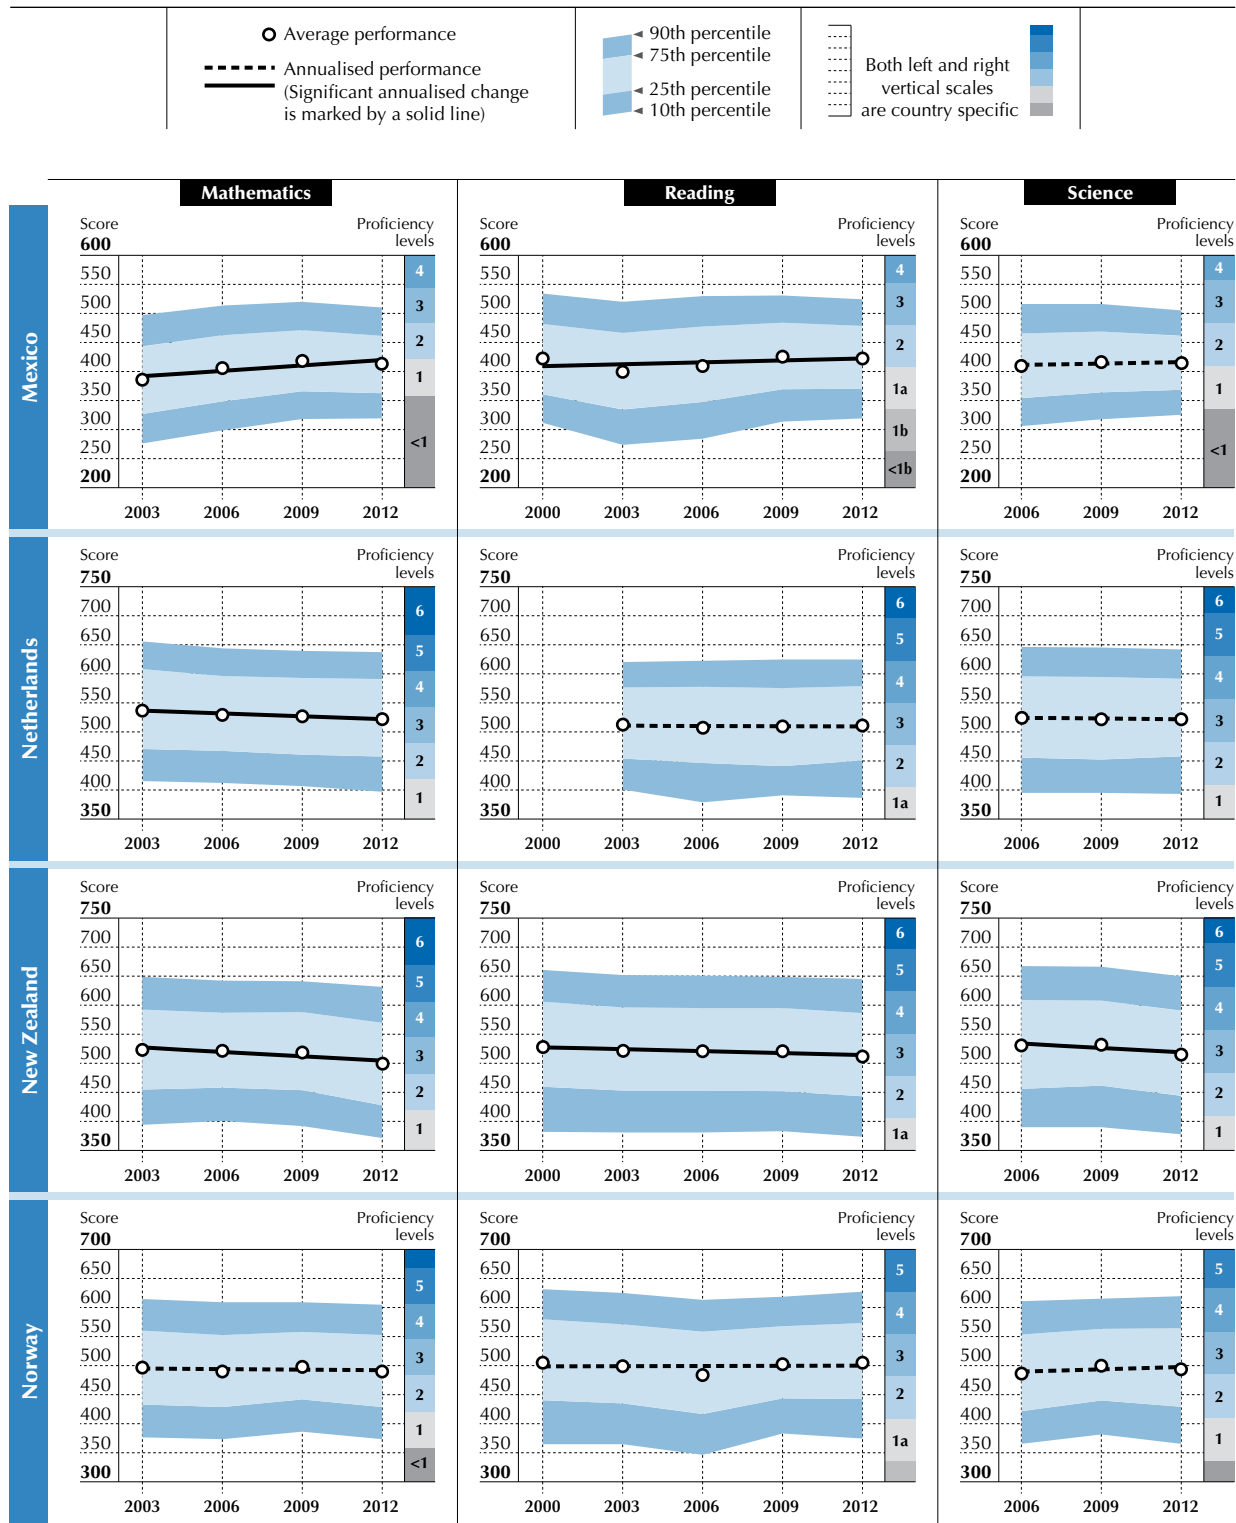 Average performance
Annualised performance
(Significant annualised change
is marked by a solid line)
90th percentile
75th percentile
25th percentile
10th percentile
Both left and right
vertical scales
are country specific
Mathematics
Reading
Science
Mexico
Score
600
550
500
450
400
350
300
250
200
Proficiency
levels
4
3
2
1
<1
2003 2006 2009 2012
Score
600
550
500
450
400
350
300
250
200
Proficiency
levels
4
3
2
1a
1b
<1b
2000 2003 2006 2009 2012
Score
600
550
500
450
400
350
300
250
200
Proficiency
levels
4
3
2
1
<1
2006 2009 2012
Netherlands
Score
750
700
650
600
550
500
450
400
350
Proficiency
levels
6
5
4
3
2
1
2003 2006 2009 2012
Score
750
700
650
600
550
500
450
400
350
Proficiency
levels
6
5
4
3
2
1a
2000 2003 2006 2009 2012
Score
750
700
650
600
550
500
450
400
350
Proficiency
levels
6
5
4
3
2
1
2006 2009 2012
New Zealand
Score
750
700
650
600
550
500
450
400
350
Proficiency
levels
6
5
4
3
2
1
2003 2006 2009 2012
Score
750
700
650
600
550
500
450
400
350
Proficiency
levels
6
5
4
3
2
1a
2000 2003 2006 2009 2012
Score
750
700
650
600
550
500
450
400
350
Proficiency
levels
6
5
4
3
2
1
2006 2009 2012
Norway
Score
700
650
600
550
500
450
400
350
300
Proficiency
levels
5
4
3
2
1
<1
2003 2006 2009 2012
Score
700
650
600
550
500
450
400
350
300
Proficiency
levels
5
4
3
2
1a
2000 2003 2006 2009 2012
Score
700
650
600
550
500
450
400
350
300
Proficiency
levels
5
4
3
2
1
2006 2009 2012